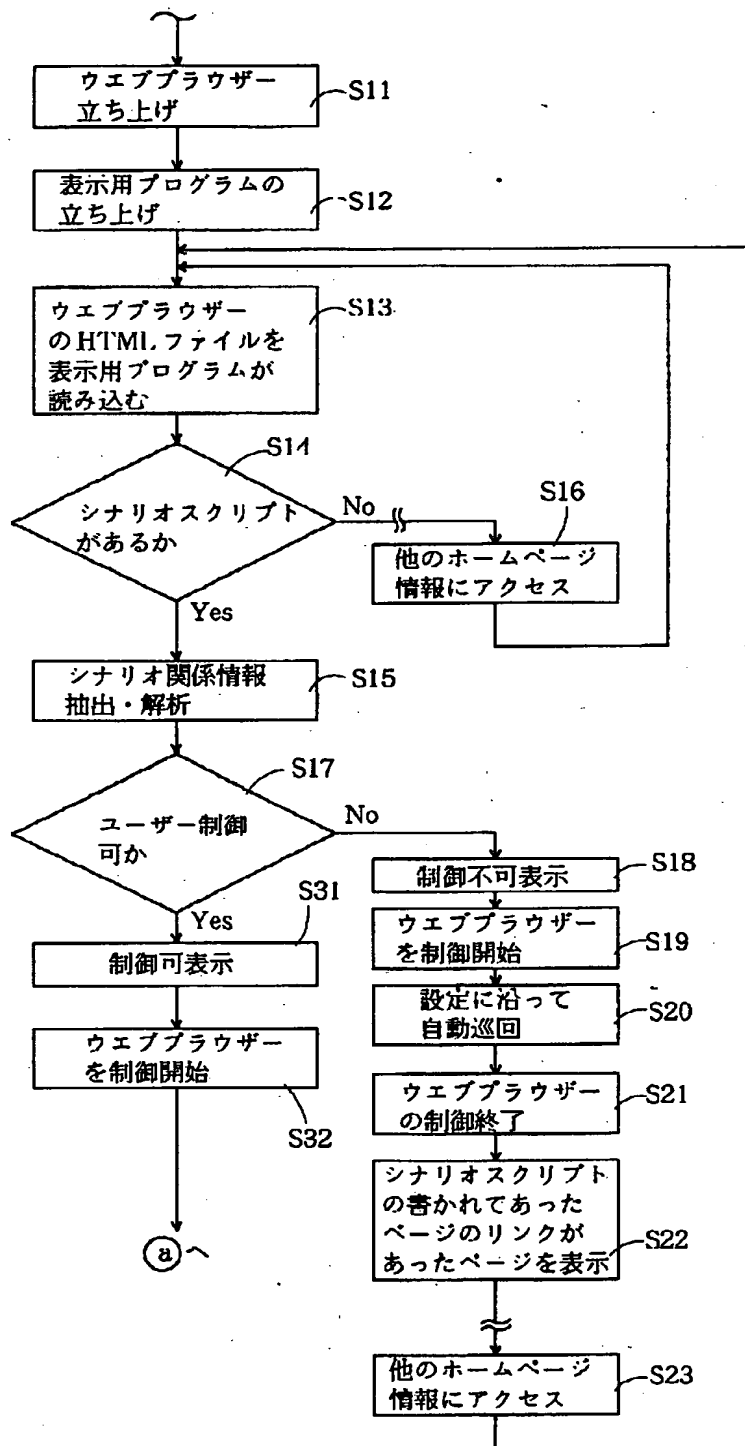 ウエブブラウザー
立ち上げ
S11
表示用プログラムの
立ち上げ
S12
ウエブブラウザー
のHTMLファイルを
表示用プログラムが
読み込む
S13
S14
シナリオスクリプト
があるか
No
Yes
S16
他のホームページ
情報にアクセス
シナリオ関係情報
抽出・解析
S15
S17
ユーザー制御
可か
No
Yes
制御不可表示
S18
ウエブブラウザー
を制御開始
S19
設定に沿って
自動巡回
S20
ウエブブラウザー
の制御終了
S21
シナリオスクリプト
の書かれてあった
ページのリンクが
あったページを表示
S22
他のホームページ
情報にアクセス
S23
S31
制御可表示
ウエブブラウザー
を制御開始
S32
aへ